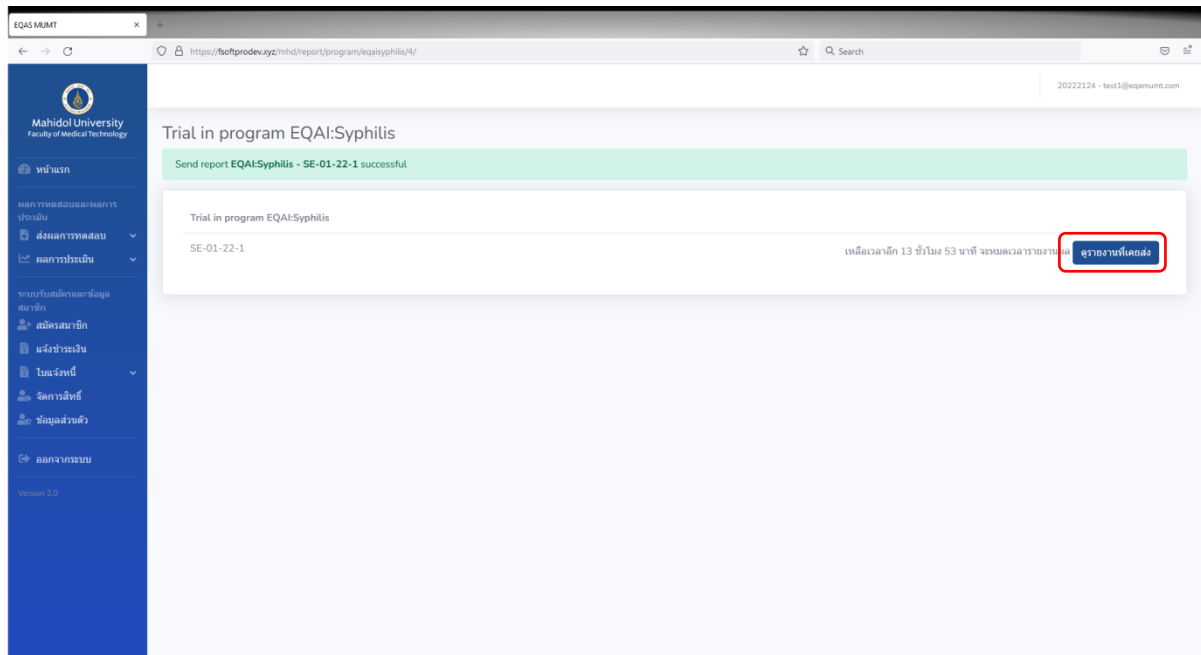 EQAS MUMT
https://fsoftprodev.xyz/mhd/report/program/eqaisyphilis/4/
Search
20222124 - test1@eqamumt.com
Mahidol University
Faculty of Medical Technology
หน้าแรก
ผลการทดสอบและผลการ
ประเมิน
ส่งผลการทดสอบ
ผลการประเมิน
ระบบรับสมัครและข้อมูล
สมาชิก
สมัครสมาชิก
แจ้งชำระเงิน
ใบแจ้งหนี้
จัดการสิทธิ์
ข้อมูลส่วนตัว
ออกจากระบบ
Version 2.0
Trial in program EQAI:Syphilis
Send report EQAI:Syphilis - SE-01-22-1 successful
Trial in program EQAI:Syphilis
SE-01-22-1
เหลือเวลาอีก 13 ชั่วโมง 53 นาที จะหมดเวลารายงานผล ดูรายงานที่เคยส่ง